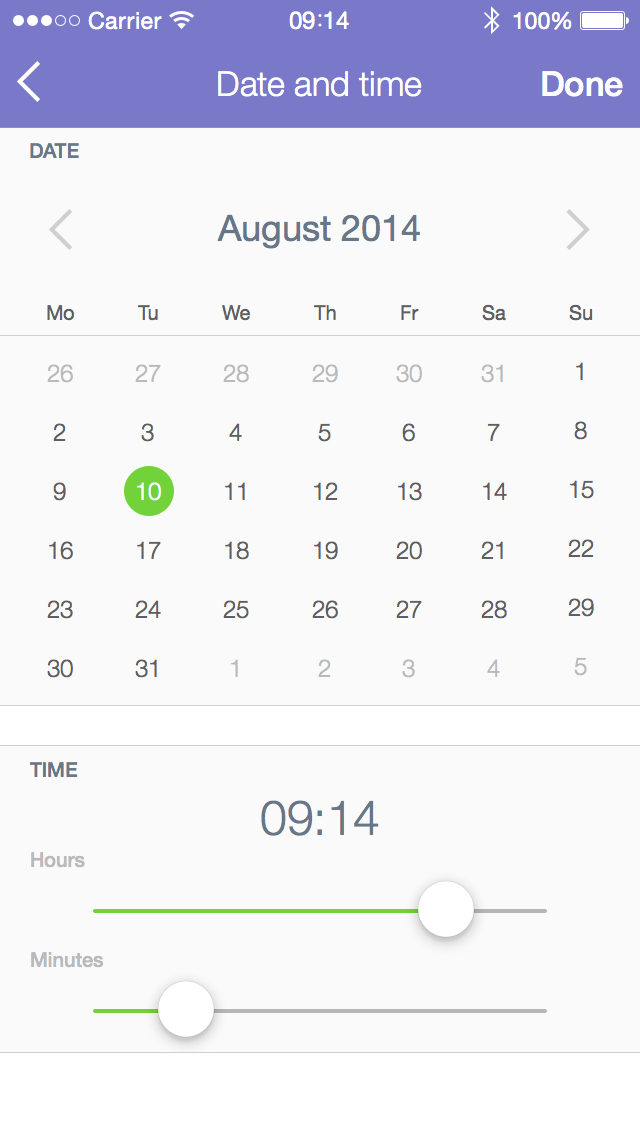 Carrier 09:14 100%
Date and time Done
DATE
August 2014
Mo Tu We Th Fr Sa Su
26 27 28 29 30 31 1
2 3 4 5 6 7 8
9 10 11 12 13 14 15
16 17 18 19 20 21 22
23 24 25 26 27 28 29
30 31 1 2 3 4 5
TIME
09:14
Hours
Minutes